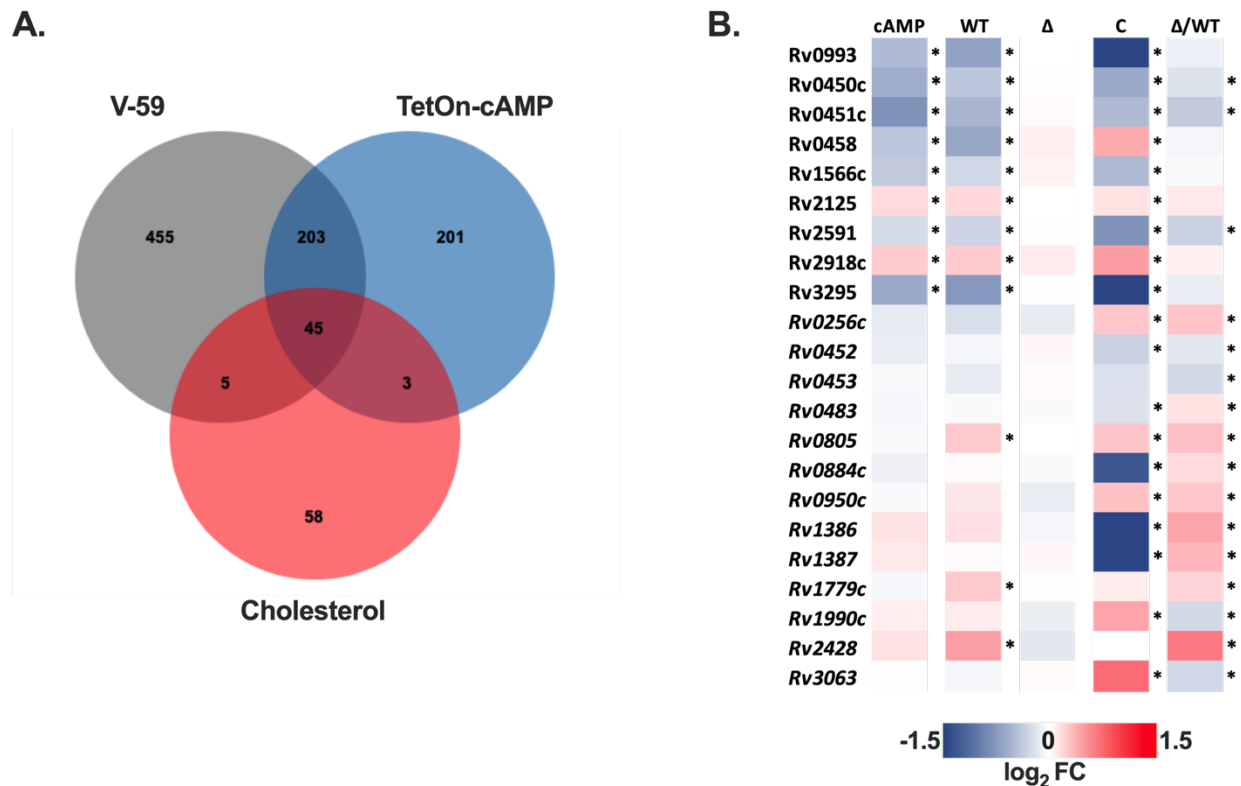 A.
V-59
TetOn-cAMP
455
203
201
45
5
3
58
Cholesterol
B.
cAMP WT Δ C Δ/WT
Rv0993 * * *
Rv0450c * * * *
Rv0451c * * * *
Rv0458 * * *
Rv1566c * * *
Rv2125 * * *
Rv2591 * * * *
Rv2918c * * *
Rv3295 * * *
Rv0256c * *
Rv0452 * *
Rv0453 *
Rv0483 * *
Rv0805 * * *
Rv0884c * *
Rv0950c * *
Rv1386 * *
Rv1387 * *
Rv1779c * *
Rv1990c * *
Rv2428 * *
Rv3063 * *
-1.5 0 1.5
log₂ FC